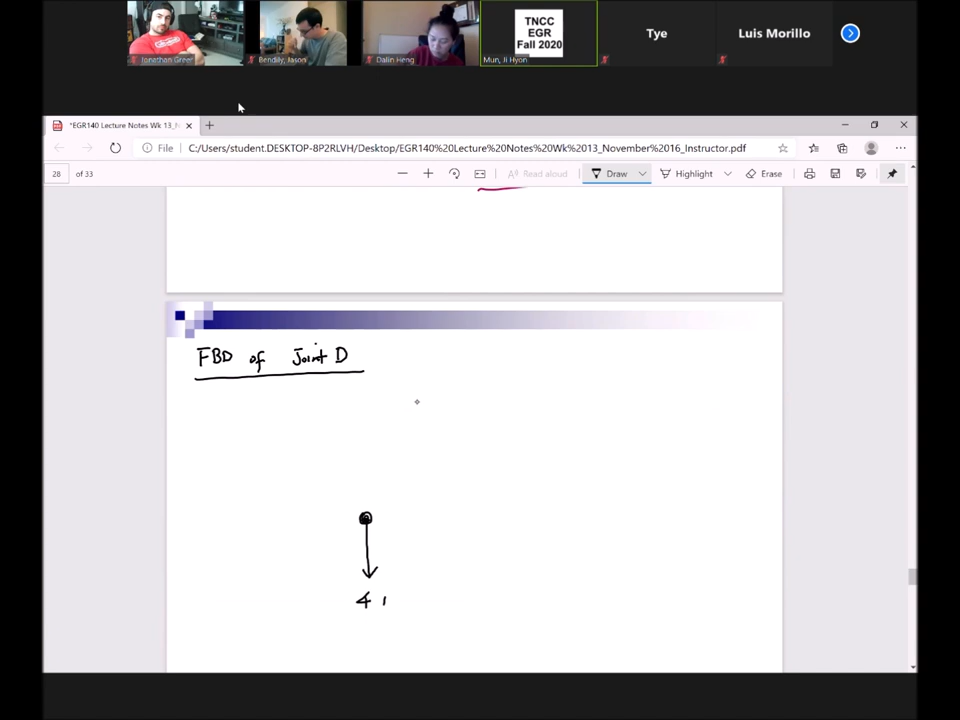 TNCC
EGR
Fall 2020
Tye
Luis Morillo
Jonathan Greer
Bendily, Jason
Dalin Heng
Mun, Ji Hyon
*EGR140 Lecture Notes Wk 13_
File
C:/Users/student.DESKTOP-8P2RLVH/Desktop/EGR140%20Lecture%20Notes%20Wk%2013_November%2016_Instructor.pdf
28 of 33
Read aloud
Draw
Highlight
Erase
FBD of Joint D
4